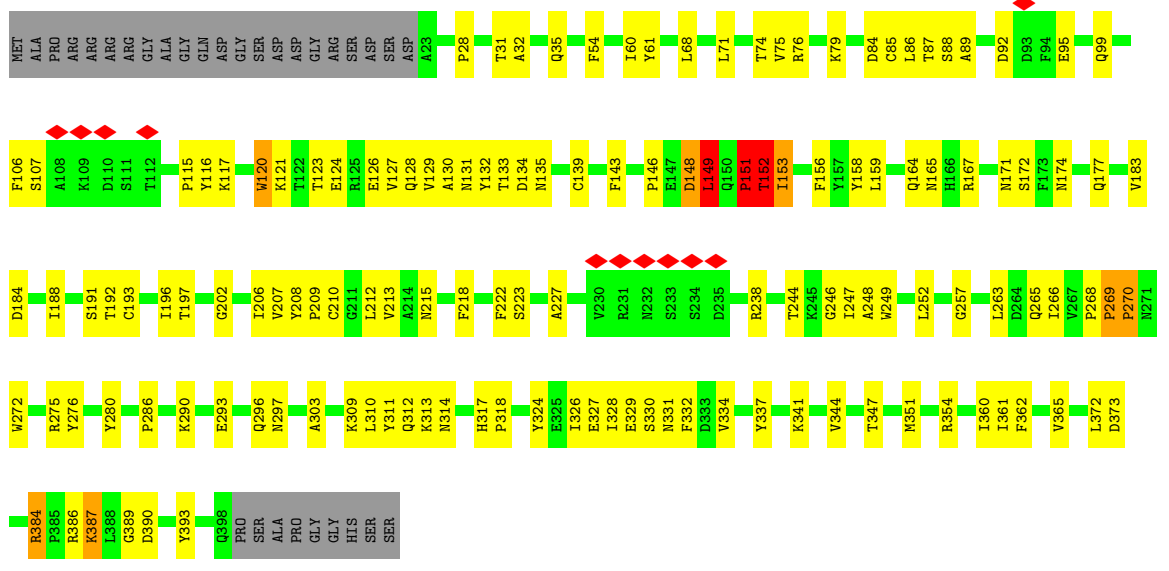 MET ALA PRO ARG ARG ARG ARG GLY ALA GLY GLN ASP GLY SER ASP ASP GLY ARG SER ASP SER ASP A23 P28 T31 A32 Q35 F54 I60 Y61 L68 L71 T74 V75 R76 K79 D84 C85 L86 T87 S88 A89 D92 D93 F94 E95 Q99
F106 S107 A108 K109 D110 S111 T112 P115 Y116 K117 W120 K121 T122 T123 E124 R125 E126 V127 Q128 V129 A130 N131 Y132 T133 D134 N135 C139 F143 P146 E147 D148 L149 Q150 P151 T152 I153 F156 Y157 Y158 L159 Q164 N165 H166 R167 N171 S172 F173 N174 Q177 V183
D184 I188 S191 T192 C193 I196 T197 G202 I206 V207 Y208 P209 C210 G211 L212 V213 A214 N215 F218 F222 S223 A227 V230 R231 N232 S233 S234 D235 R238 T244 K245 G246 I247 A248 W249 L252 G257 L263 D264 Q265 I266 V267 P268 P269 P270 N271
W272 R275 Y276 Y280 P286 K290 E293 Q296 N297 A303 K309 L310 Y311 Q312 K313 N314 H317 P318 Y324 E325 I326 E327 I328 E329 S330 N331 F332 D333 V334 Y337 K341 V344 T347 M351 R354 I360 I361 F362 V365 L372 D373
R384 P385 R386 K387 L388 G389 D390 Y393 Q398 PRO SER ALA PRO GLY GLY HIS SER SER